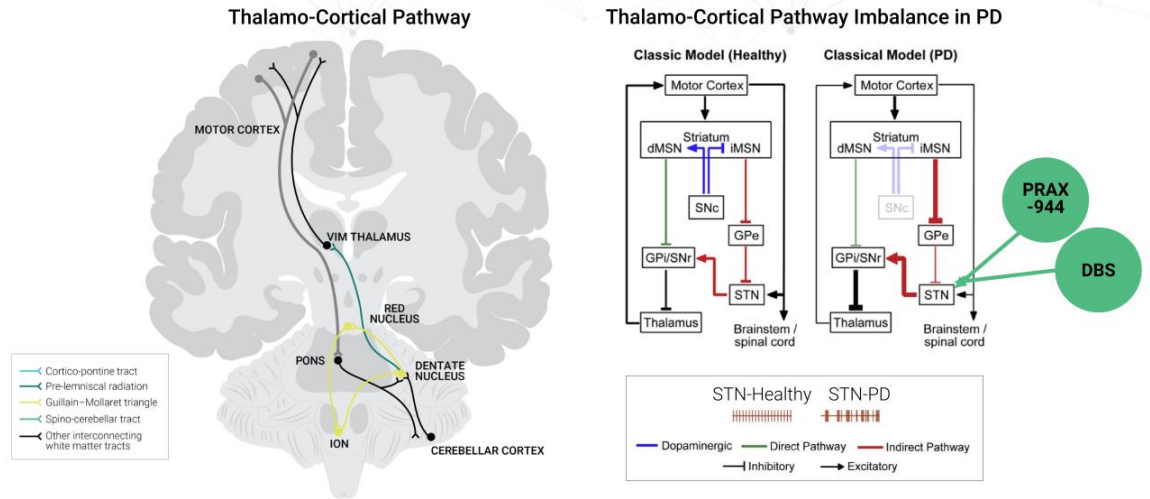 Thalamo-Cortical Pathway
MOTOR CORTEX
VIM THALAMUS
RED
NUCLEUS
PONS
DENTATE
NUCLEUS
ION
CEREBELLAR CORTEX
Cortico-pontine tract
Pre-lemniscal radiation
Guillain–Mollaret triangle
Spino-cerebellar tract
Other interconnecting
white matter tracts
Thalamo-Cortical Pathway Imbalance in PD
Classic Model (Healthy)
Motor Cortex
Striatum
dMSN
iMSN
SNc
GPe
GPi/SNr
STN
Thalamus
Brainstem /
spinal cord
Classical Model (PD)
Motor Cortex
Striatum
dMSN
iMSN
SNc
GPe
GPi/SNr
STN
Thalamus
Brainstem /
spinal cord
PRAX
-944
DBS
STN-Healthy
STN-PD
Dopaminergic
Direct Pathway
Indirect Pathway
Inhibitory
Excitatory